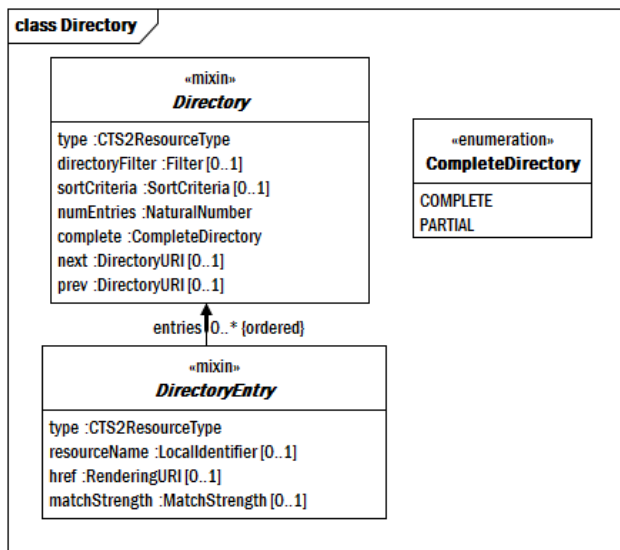 class Directory
«mixin»
Directory
type :CTS2ResourceType
directoryFilter :Filter [0..1]
sortCriteria :SortCriteria [0..1]
numEntries :NaturalNumber
complete :CompleteDirectory
next :DirectoryURI [0..1]
prev :DirectoryURI [0..1]
«enumeration»
CompleteDirectory
COMPLETE
PARTIAL
entries 0..* {ordered}
«mixin»
DirectoryEntry
type :CTS2ResourceType
resourceName :LocalIdentifier [0..1]
href :RenderingURI [0..1]
matchStrength :MatchStrength [0..1]